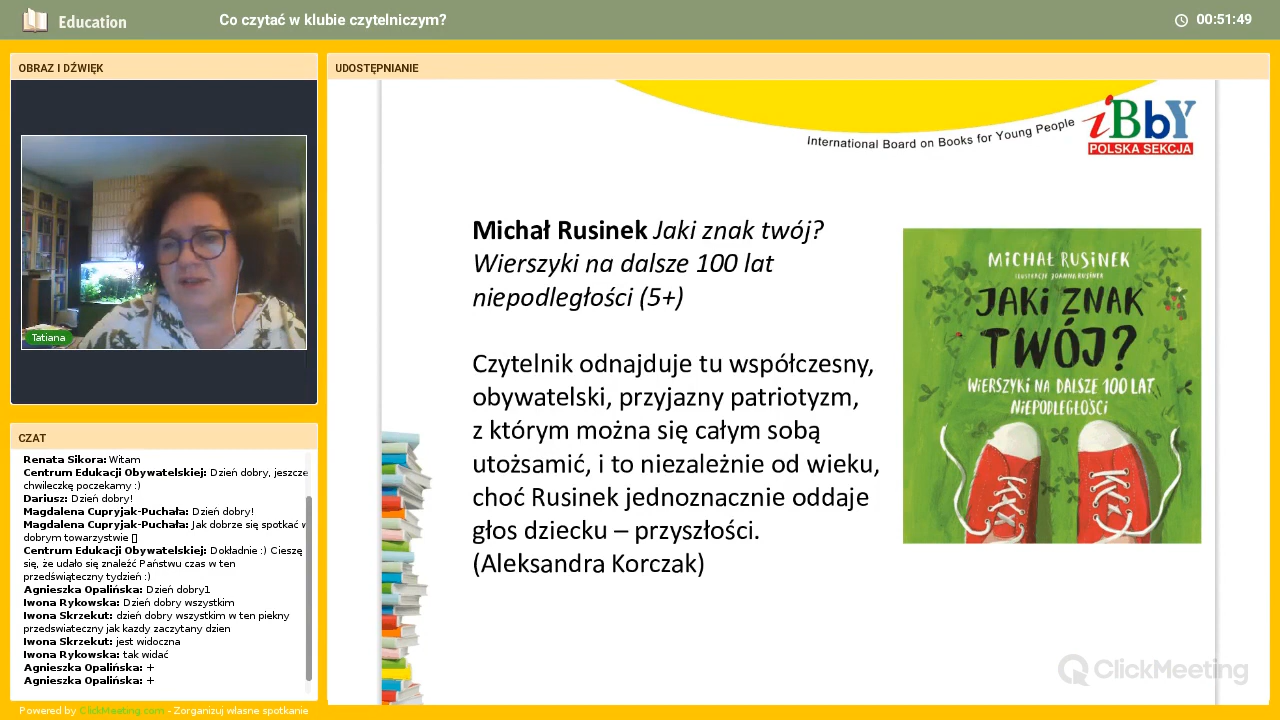 Education
Co czytać w klubie czytelniczym?
00:51:49
OBRAZ I DŹWIĘK
Tatiana
CZAT
Renata Sikora: Witam
Centrum Edukacji Obywatelskiej: Dzień dobry, jeszcze
chwileczkę poczekamy :)
Dariusz: Dzień dobry!
Magdalena Cupryjak-Puchała: Dzień dobry!
Magdalena Cupryjak-Puchała: Jak dobrze się spotkać w
dobrym towarzystwie []
Centrum Edukacji Obywatelskiej: Dokładnie :) Cieszę
się, że udało się znaleźć Państwu czas w ten
przedświąteczny tydzień :)
Agnieszka Opalińska: Dzień dobry1
Iwona Rykowska: Dzień dobry wszystkim
Iwona Skrzekut: dzień dobry wszystkim w ten piekny
przedswiateczny jak kazdy zaczytany dzien
Iwona Skrzekut: jest widoczna
Iwona Rykowska: tak widać
Agnieszka Opalińska: +
Agnieszka Opalińska: +
Powered by ClickMeeting.com - Zorganizuj własne spotkanie
UDOSTĘPNIANIE
International Board on Books for Young People
iBbY
POLSKA SEKCJA
Michał Rusinek Jaki znak twój?
Wierszyki na dalsze 100 lat
niepodległości (5+)
Czytelnik odnajduje tu współczesny,
obywatelski, przyjazny patriotyzm,
z którym można się całym sobą
utożsamić, i to niezależnie od wieku,
choć Rusinek jednoznacznie oddaje
głos dziecku – przyszłości.
(Aleksandra Korczak)
MICHAŁ RUSINEK
ILUSTRACJE JOANNA RUSINEK
JAKI ZNAK
TWÓJ?
WIERSZYKI NA DALSZE 100 LAT
NIEPODLEGŁOŚCI
ClickMeeting